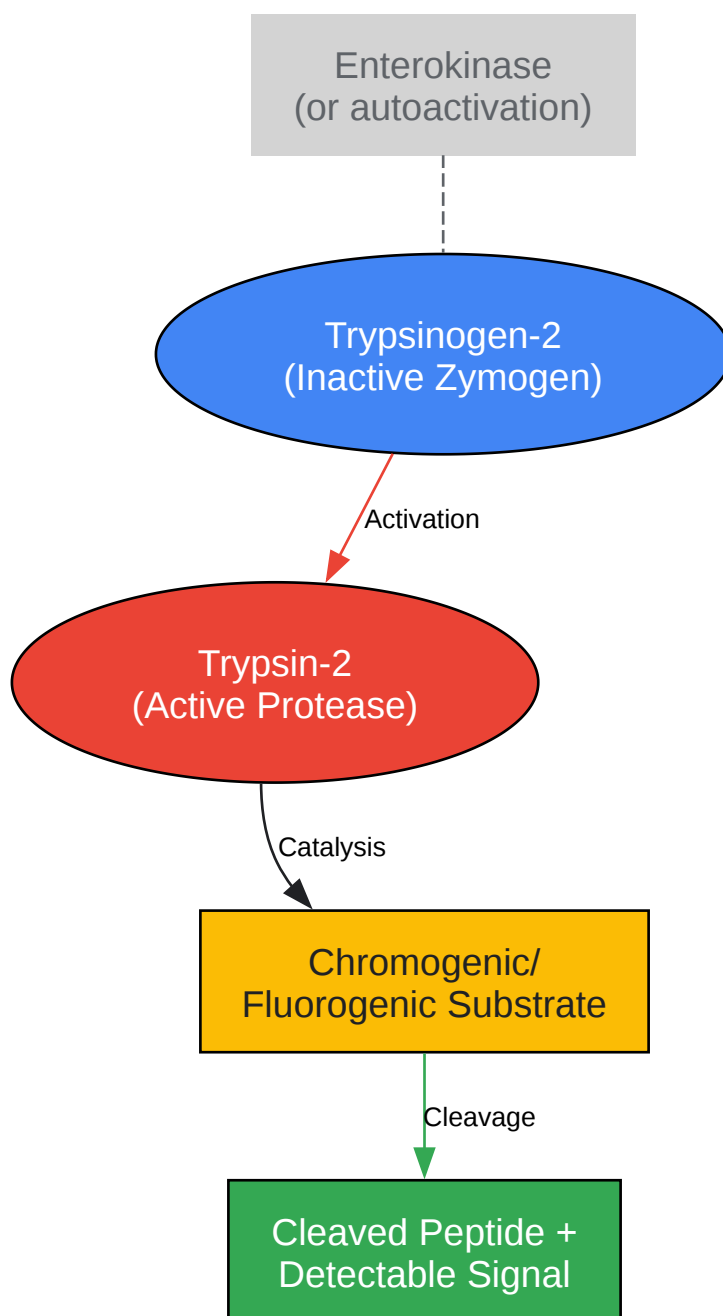 Enterokinase
(or autoactivation)
Trypsinogen-2
(Inactive Zymogen)
Activation
Trypsin-2
(Active Protease)
Catalysis
Chromogenic/
Fluorogenic Substrate
Cleavage
Cleaved Peptide +
Detectable Signal